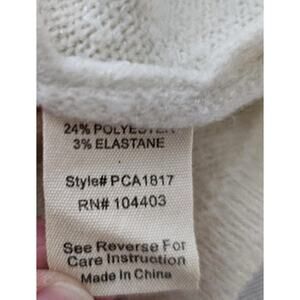 24% POLYESTER
3% ELASTANE
Style# PCA1817
RN# 104403
See Reverse For
Care Instruction
Made In China